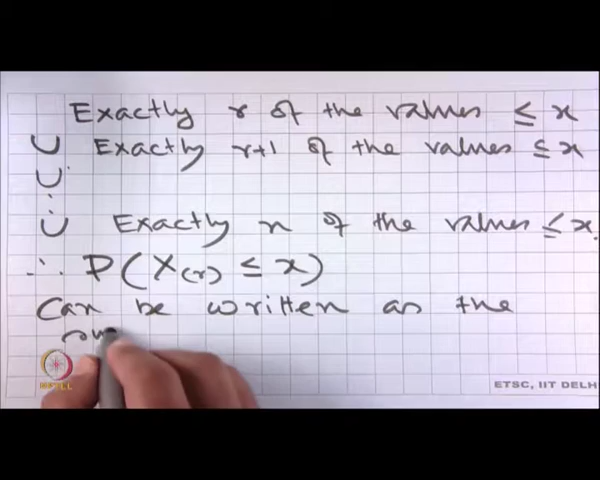 Exactly r of the values ≤ x
∪ Exactly r+1 of the values ≤ x
∪
∪ Exactly n of the values ≤ x.
∴ P(X(r) ≤ x)
Can be written as the
ETSC, IIT DELH